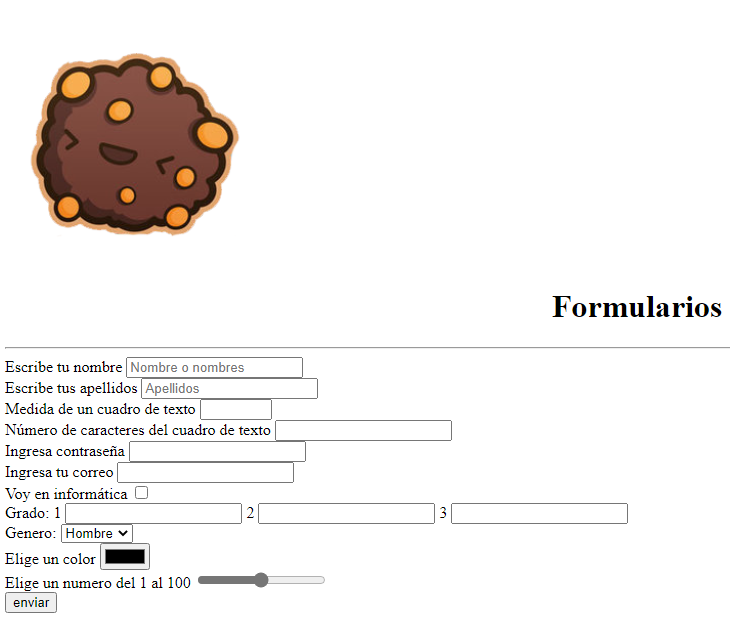 Formularios
Escribe tu nombre Nombre o nombres
Escribe tus apellidos Apellidos
Medida de un cuadro de texto
Número de caracteres del cuadro de texto
Ingresa contraseña
Ingresa tu correo
Voy en informática
Grado: 1 2 3
Genero: Hombre
Elige un color
Elige un numero del 1 al 100
enviar